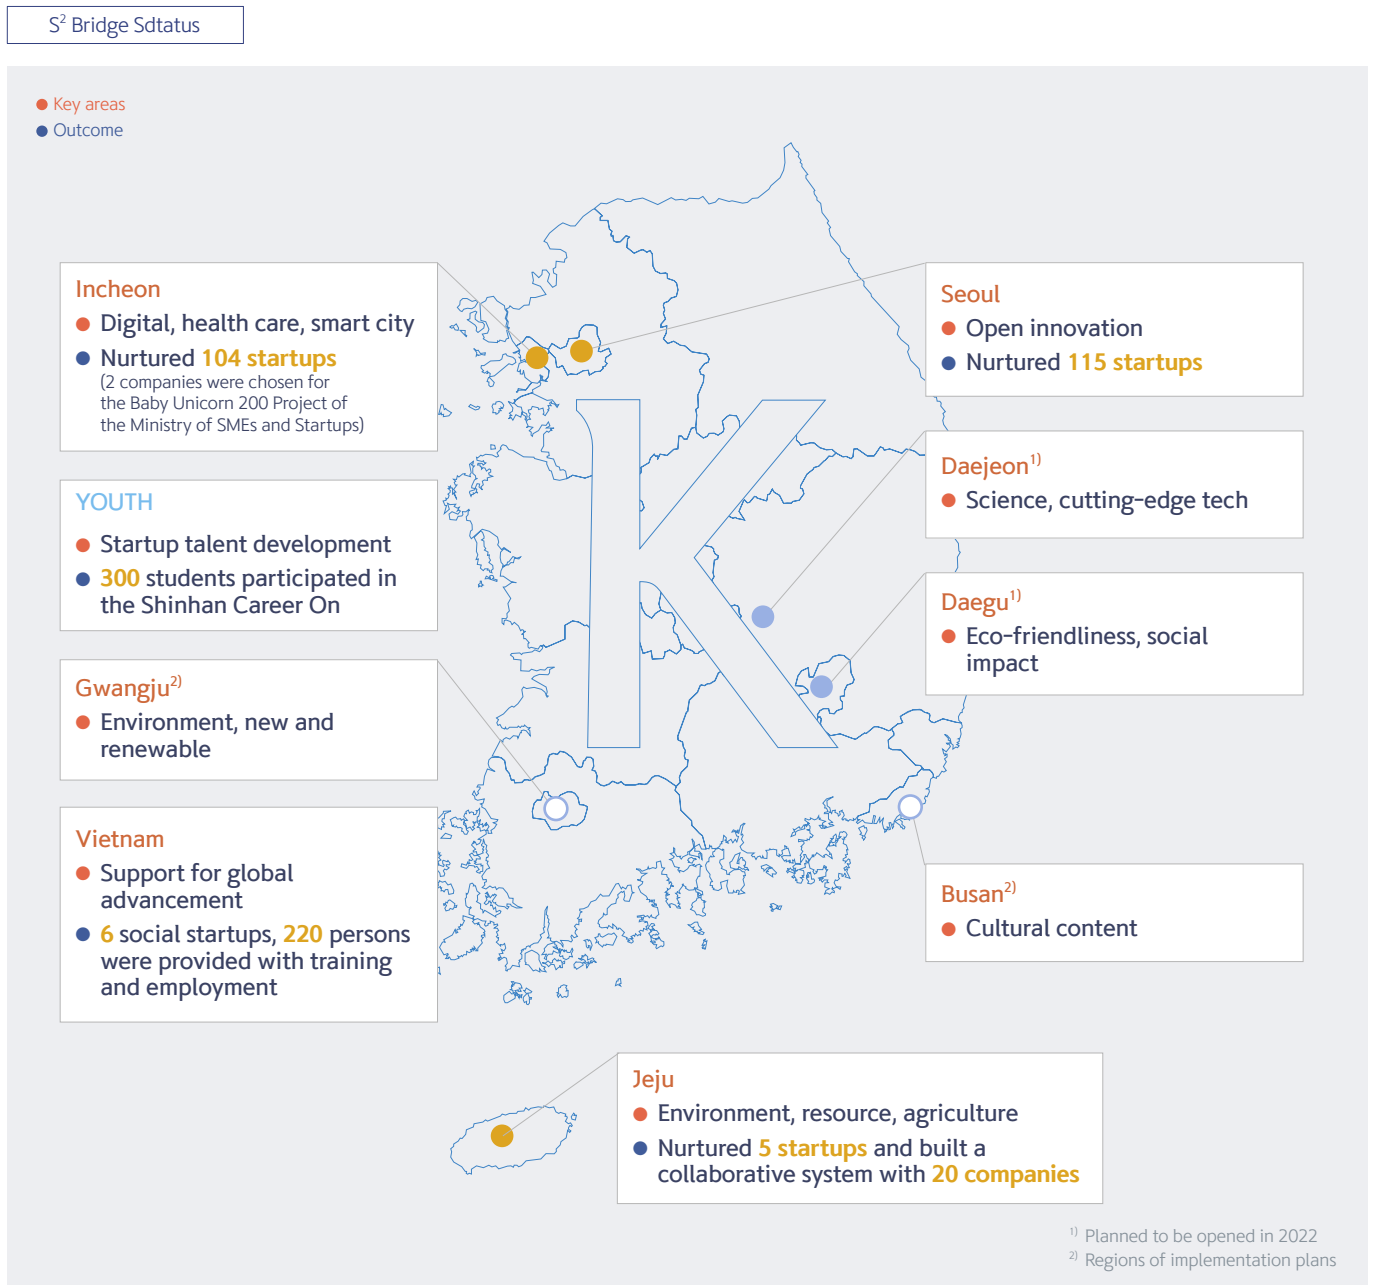 S² Bridge Sdtatus
Key areas
Outcome
Incheon
Digital, health care, smart city
Nurtured 104 startups
(2 companies were chosen for
the Baby Unicorn 200 Project of
the Ministry of SMEs and Startups)
YOUTH
Startup talent development
300 students participated in
the Shinhan Career On
Gwangju2)
Environment, new and
renewable
Vietnam
Support for global
advancement
6 social startups, 220 persons
were provided with training
and employment
Seoul
Open innovation
Nurtured 115 startups
Daejeon1)
Science, cutting-edge tech
Daegu1)
Eco-friendliness, social
impact
Busan2)
Cultural content
Jeju
Environment, resource, agriculture
Nurtured 5 startups and built a
collaborative system with 20 companies
1) Planned to be opened in 2022
2) Regions of implementation plans
K